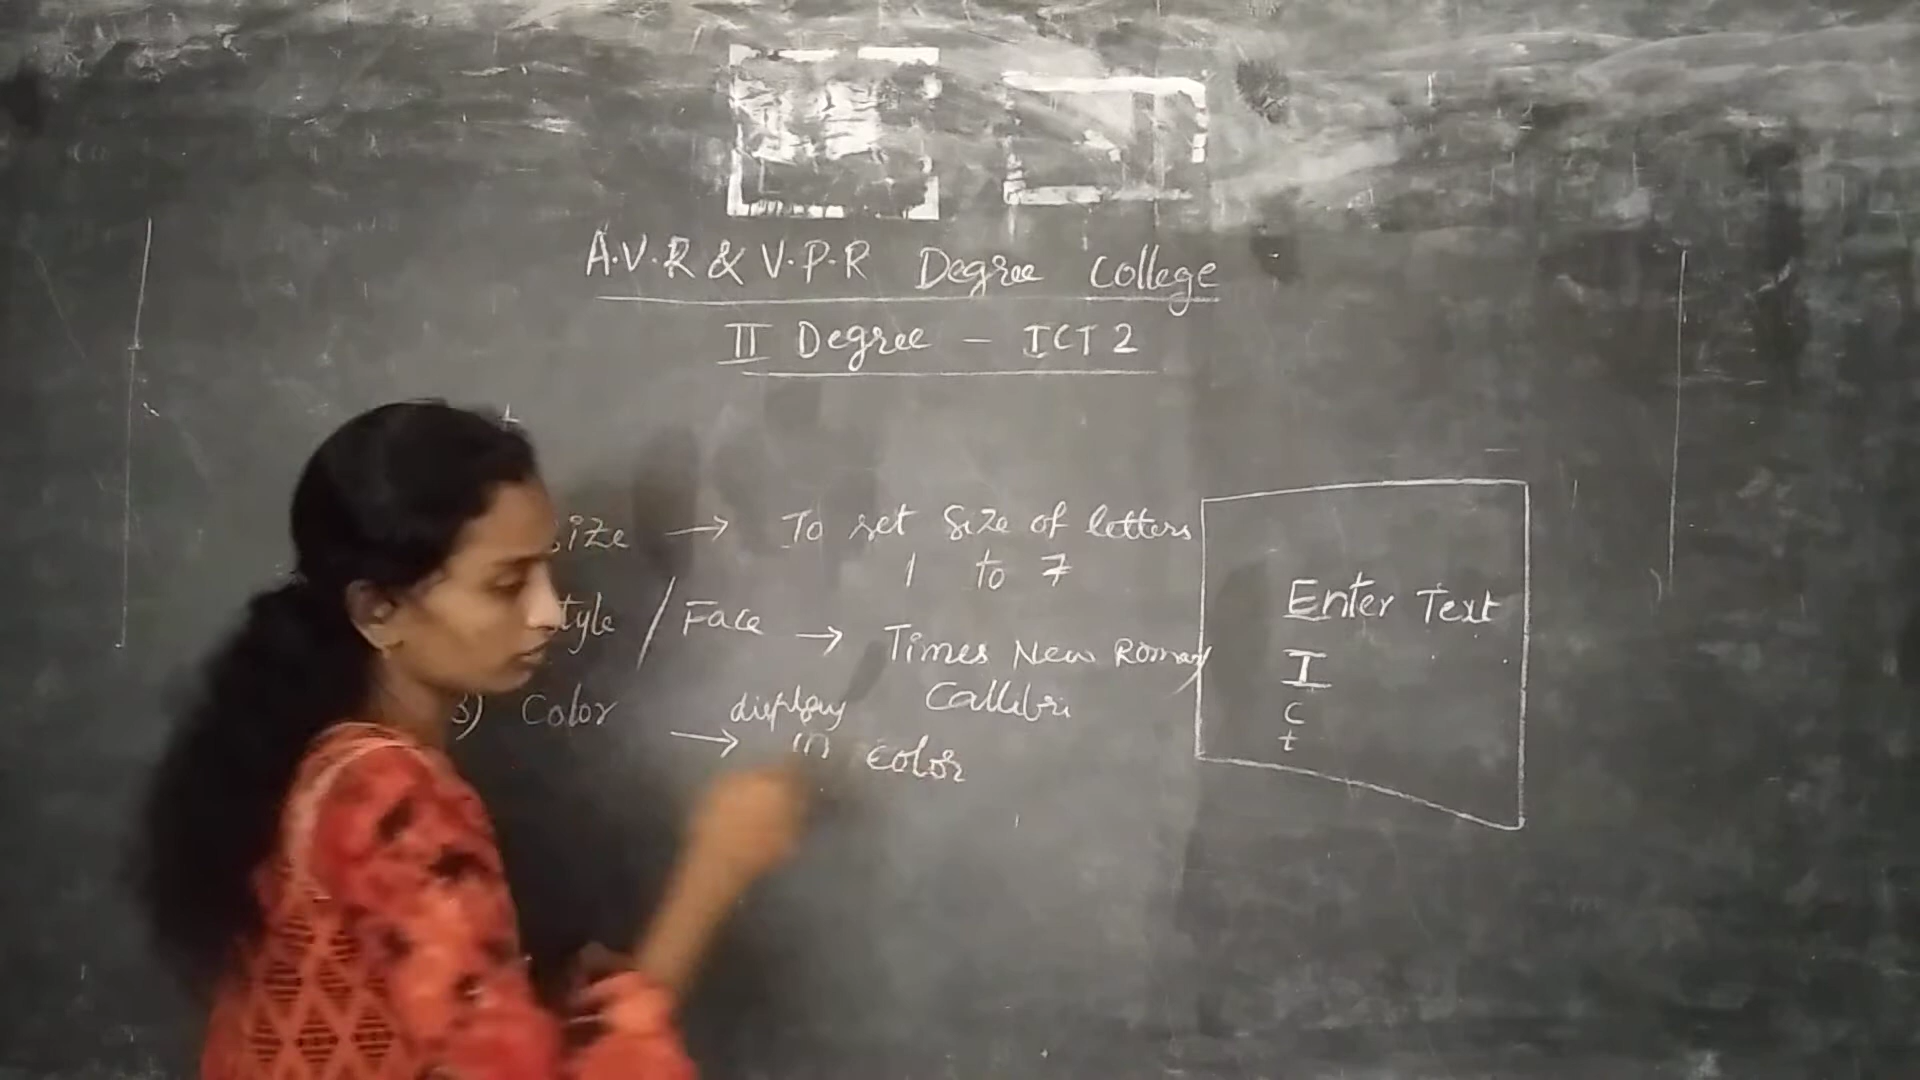 A.V.R & V.P.R Degree College
II Degree - ICT 2
size → To set Size of letters
1 to 7
tyle / Face → Times New Roman
Callibri
3) Color → display
in color
Enter Text
I
C
t